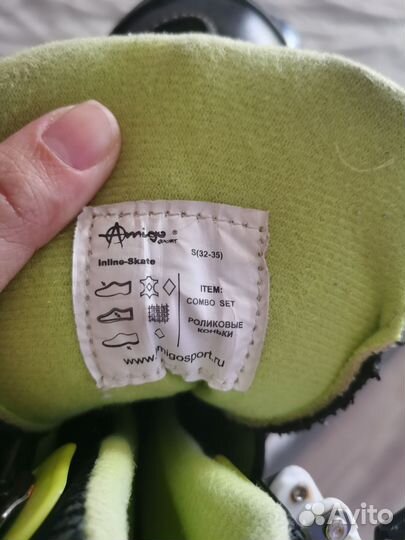 Amigo
SPORT
S(32-35)
Inline-Skate
ITEM:
COMBO SET
РОЛИКОВЫЕ
КОНЬКИ
www.amigosport.ru
Avito